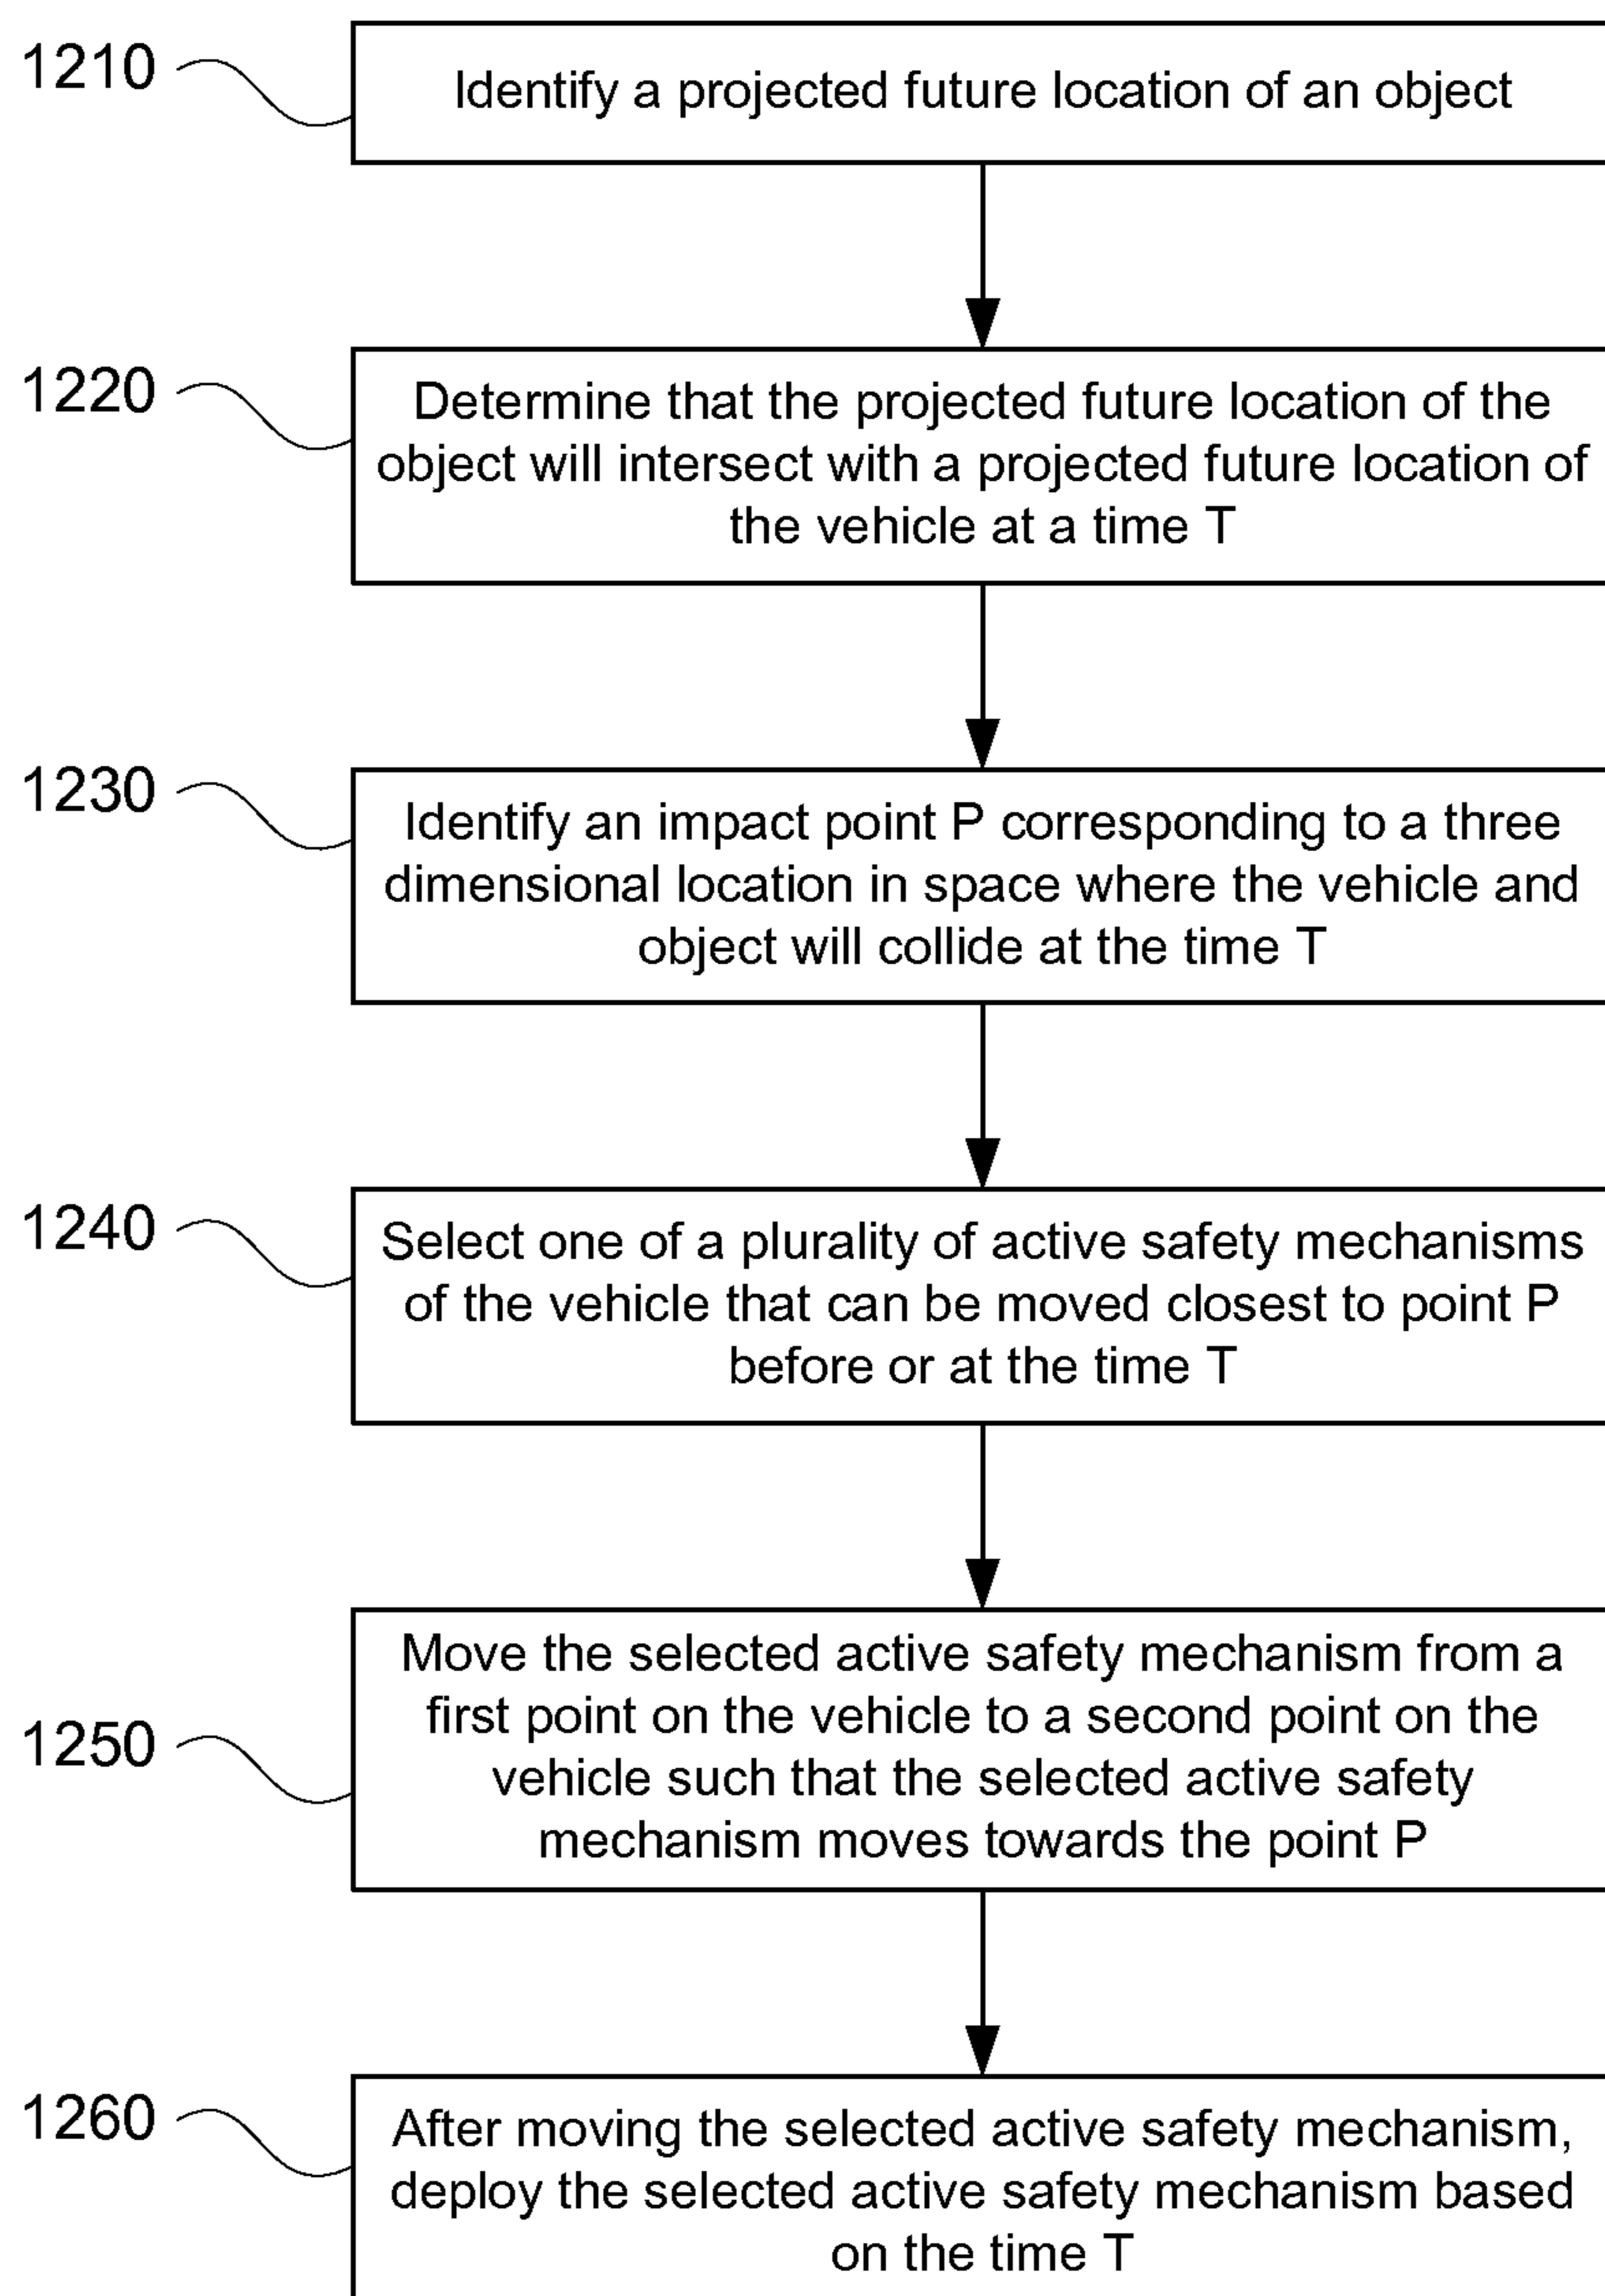 1210
Identify a projected future location of an object
1220
Determine that the projected future location of the
object will intersect with a projected future location of
the vehicle at a time T
1230
Identify an impact point P corresponding to a three
dimensional location in space where the vehicle and
object will collide at the time T
1240
Select one of a plurality of active safety mechanisms
of the vehicle that can be moved closest to point P
before or at the time T
1250
Move the selected active safety mechanism from a
first point on the vehicle to a second point on the
vehicle such that the selected active safety
mechanism moves towards the point P
1260
After moving the selected active safety mechanism,
deploy the selected active safety mechanism based
on the time T